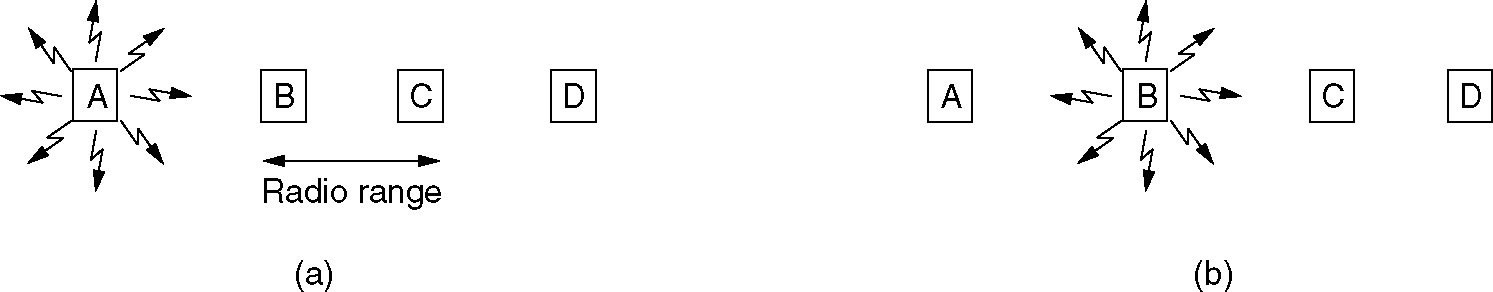 A B C D A B C D
Radio range
(a) (b)